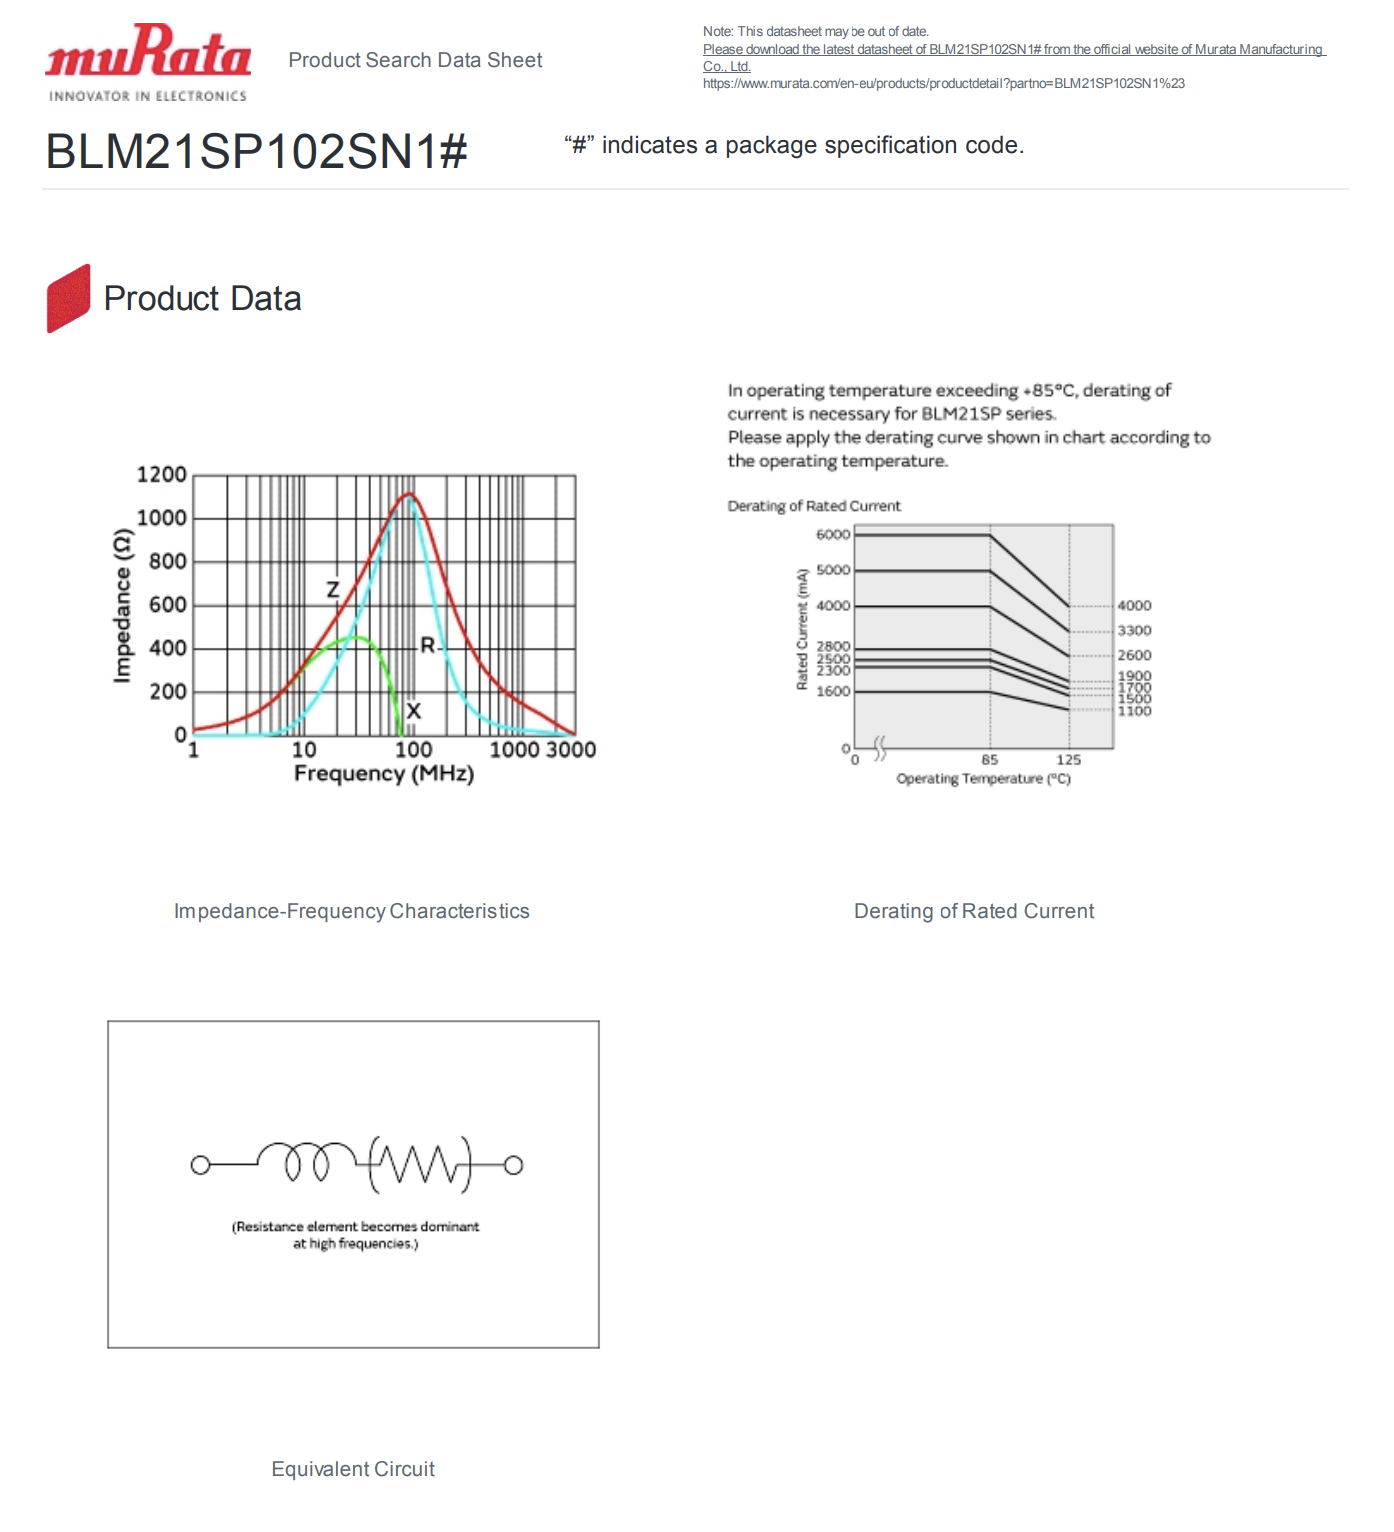 muRata
INNOVATOR IN ELECTRONICS
Product Search Data Sheet
Note: This datasheet may be out of date.
Please download the latest datasheet of BLM21SP102SN1# from the official website of Murata Manufacturing
Co., Ltd.
https://www.murata.com/en-eu/products/productdetail?partno=BLM21SP102SN1%23
BLM21SP102SN1#
“#” indicates a package specification code.
Product Data
1200
1000
800
600
400
200
0
Impedance (Ω)
Z
R
X
1 10 100 1000 3000
Frequency (MHz)
Impedance-Frequency Characteristics
In operating temperature exceeding +85°C, derating of
current is necessary for BLM21SP series.
Please apply the derating curve shown in chart according to
the operating temperature.
Derating of Rated Current
6000
5000
4000
2800
2500
2300
1600
0
Rated Current (mA)
4000
3300
2600
1900
1700
1500
1100
0 85 125
Operating Temperature (°C)
Derating of Rated Current
(Resistance element becomes dominant
at high frequencies.)
Equivalent Circuit